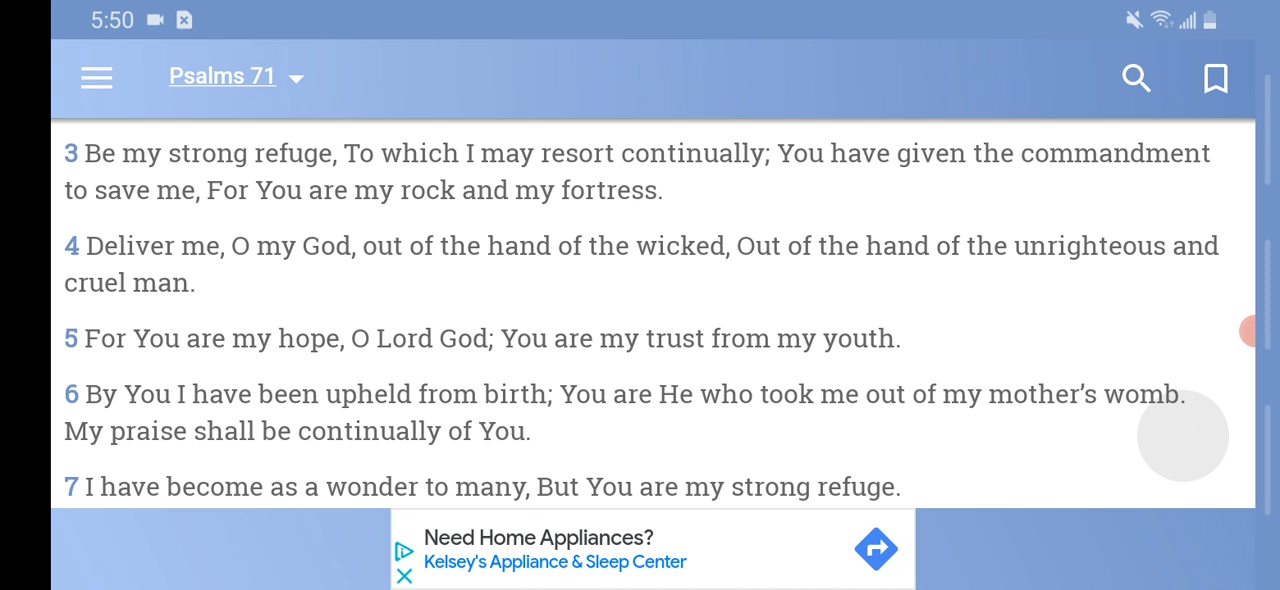 5:50
Psalms 71
3 Be my strong refuge, To which I may resort continually; You have given the commandment
to save me, For You are my rock and my fortress.
4 Deliver me, O my God, out of the hand of the wicked, Out of the hand of the unrighteous and
cruel man.
5 For You are my hope, O Lord God; You are my trust from my youth.
6 By You I have been upheld from birth; You are He who took me out of my mother’s womb.
My praise shall be continually of You.
7 I have become as a wonder to many, But You are my strong refuge.
Need Home Appliances?
Kelsey's Appliance & Sleep Center